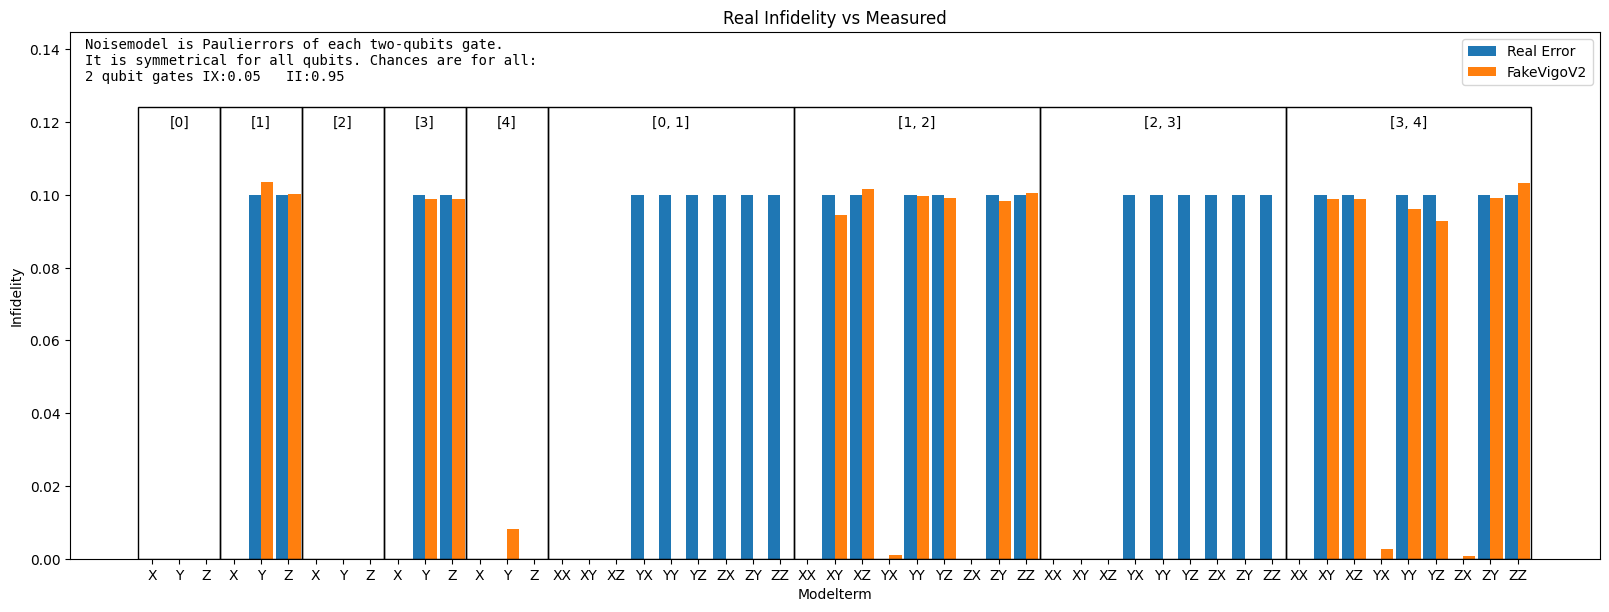 Real Infidelity vs Measured
Noisemodel is Paulierrors of each two-qubits gate.
It is symmetrical for all qubits. Chances are for all:
2 qubit gates IX:0.05   II:0.95
Real Error
FakeVigoV2
0.14
0.12
0.10
0.08
0.06
0.04
0.02
0.00
Infidelity
[0] [1] [2] [3] [4] [0, 1] [1, 2] [2, 3] [3, 4]
X Y Z X Y Z X Y Z X Y Z X Y Z XX XY XZ YX YY YZ ZX ZY ZZ XX XY XZ YX YY YZ ZX ZY ZZ XX XY XZ YX YY YZ ZX ZY ZZ XX XY XZ YX YY YZ ZX ZY ZZ
Modelterm